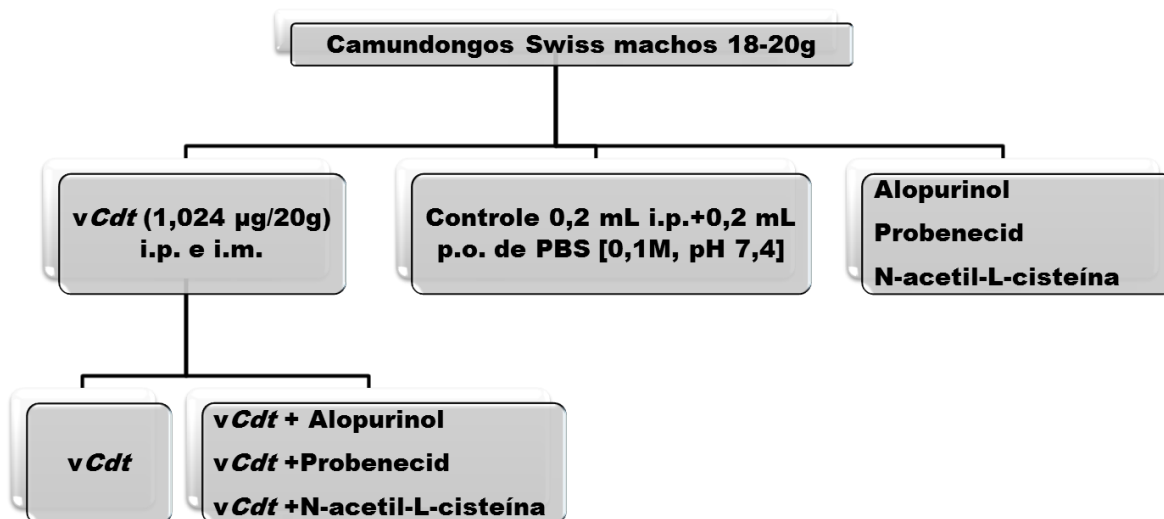 Camundongos Swiss machos 18-20g
vCdt (1,024 µg/20g)
i.p. e i.m.
Controle 0,2 mL i.p.+0,2 mL
p.o. de PBS [0,1M, pH 7,4]
Alopurinol
Probenecid
N-acetil-L-cisteína
vCdt
vCdt + Alopurinol
vCdt +Probenecid
vCdt +N-acetil-L-cisteína